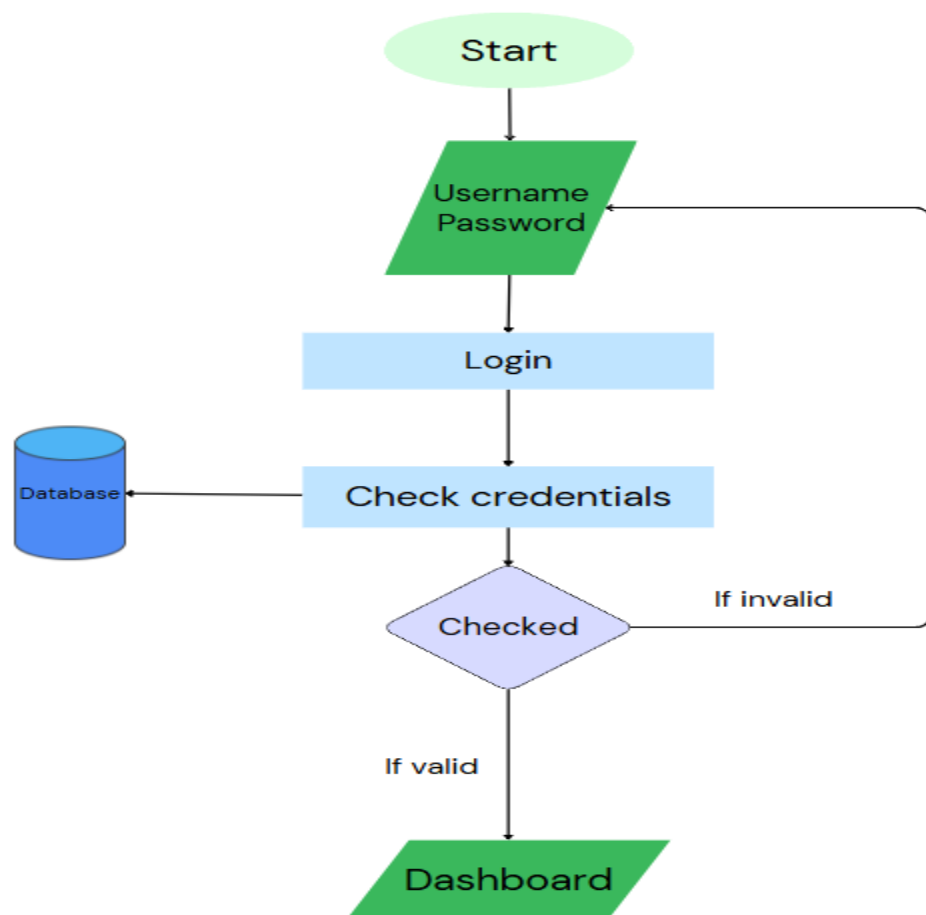 Start
Username
Password
Login
Database
Check credentials
If invalid
Checked
If valid
Dashboard